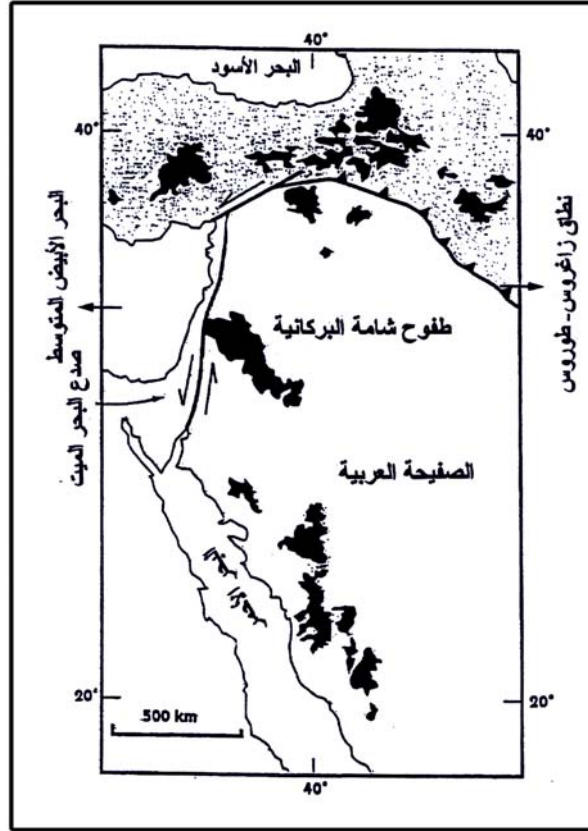 40°
البحر الأسود
40°
40°
نطاق زاغروس - طوروس
البحر الأبيض المتوسط
صدع البحر الميت
طفوح شامة البركانية
الصفيحة العربية
البحر
20°
20°
500 km
40°